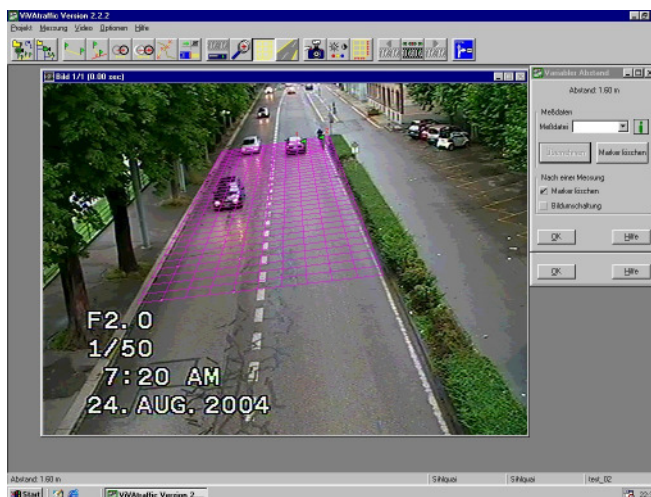 ViVAtraffic Version 2.2.2
Projekt Messung Video Optionen Hilfe
Bild 1/1 (0.00 sec)
F2.0
1/50
7:20 AM
24. AUG. 2004
Variabler Abstand
Abstand: 1.60 m
Meßdaten
Meßdatei
Übernehmen
Marker löschen
Nach einer Messung
Marker löschen
Bildumschaltung
OK Hilfe
OK Hilfe
Abstand: 1.60 m Sihlquai Sihlquai test_02
Start ViVAtraffic Version 2....